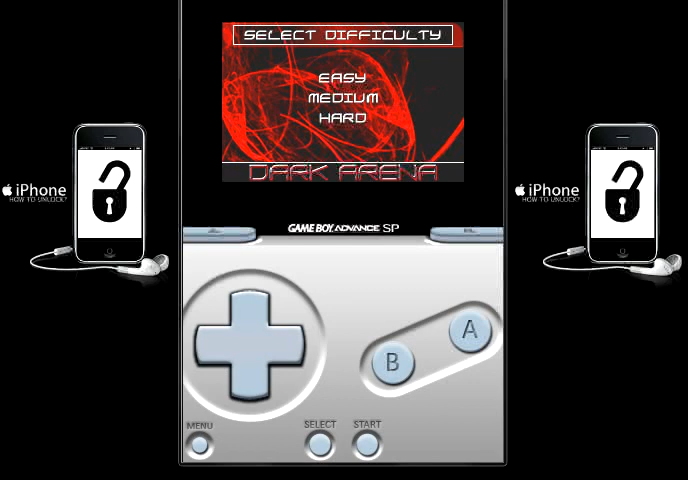 SELECT DIFFICULTY
EASY
MEDIUM
HARD
DARK ARENA
iPhone
HOW TO UNLOCK?
iPhone
HOW TO UNLOCK?
GAME BOY ADVANCE SP
A
B
MENU
SELECT
START